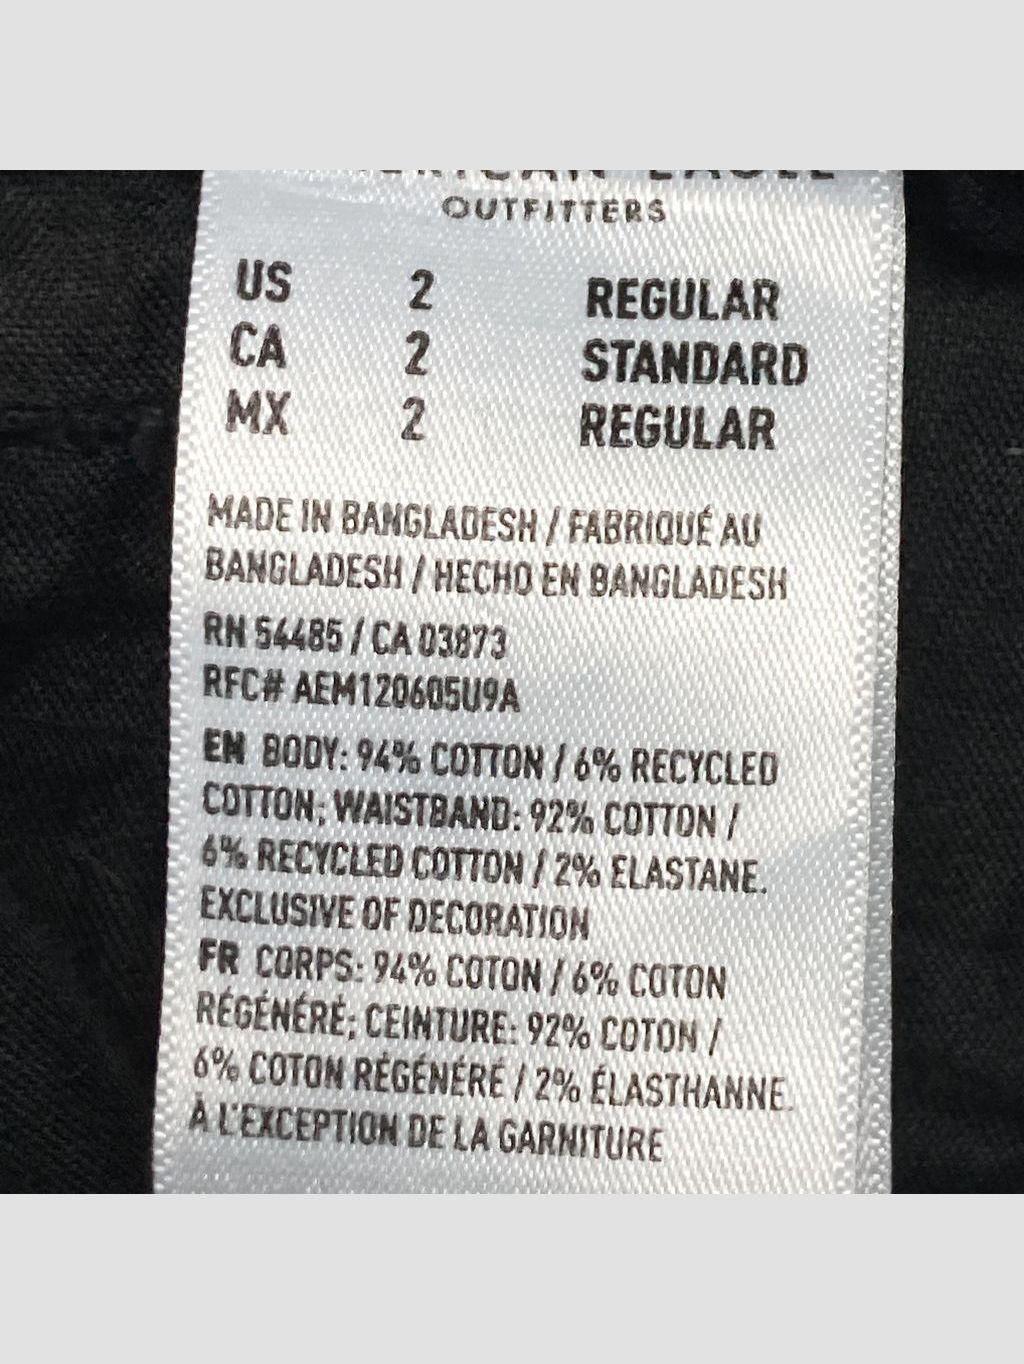 AMERICAN EAGLE
OUTFITTERS
US 2 REGULAR
CA 2 STANDARD
MX 2 REGULAR
MADE IN BANGLADESH / FABRIQUÉ AU
BANGLADESH / HECHO EN BANGLADESH
RN 54485 / CA 03873
RFC# AEM120605U9A
EN BODY: 94% COTTON / 6% RECYCLED
COTTON; WAISTBAND: 92% COTTON /
6% RECYCLED COTTON / 2% ELASTANE.
EXCLUSIVE OF DECORATION
FR CORPS: 94% COTON / 6% COTON
RÉGÉNÉRÉ; CEINTURE: 92% COTON /
6% COTON RÉGÉNÉRÉ / 2% ÉLASTHANNE.
À L'EXCEPTION DE LA GARNITURE